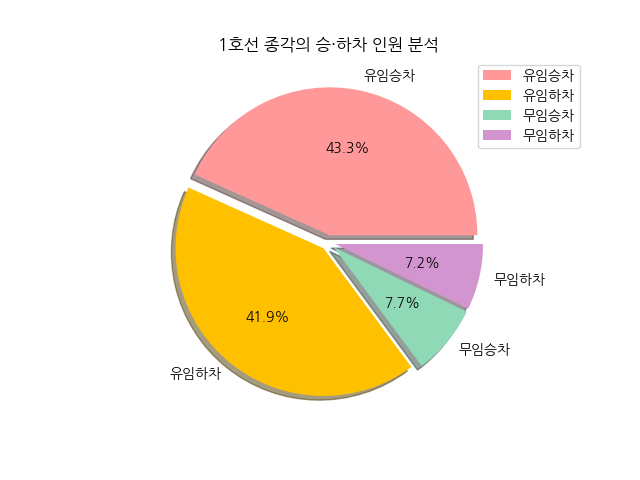 1호선 종각의 승·하차 인원 분석
유임승차
유임승차
유임하차
무임승차
무임하차
43.3%
7.2%
무임하차
7.7%
41.9%
무임승차
유임하차